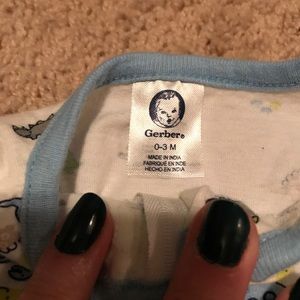 Gerber®
0-3 M
MADE IN INDIA
FABRIQUÉ EN INDE
HECHO EN INDIA